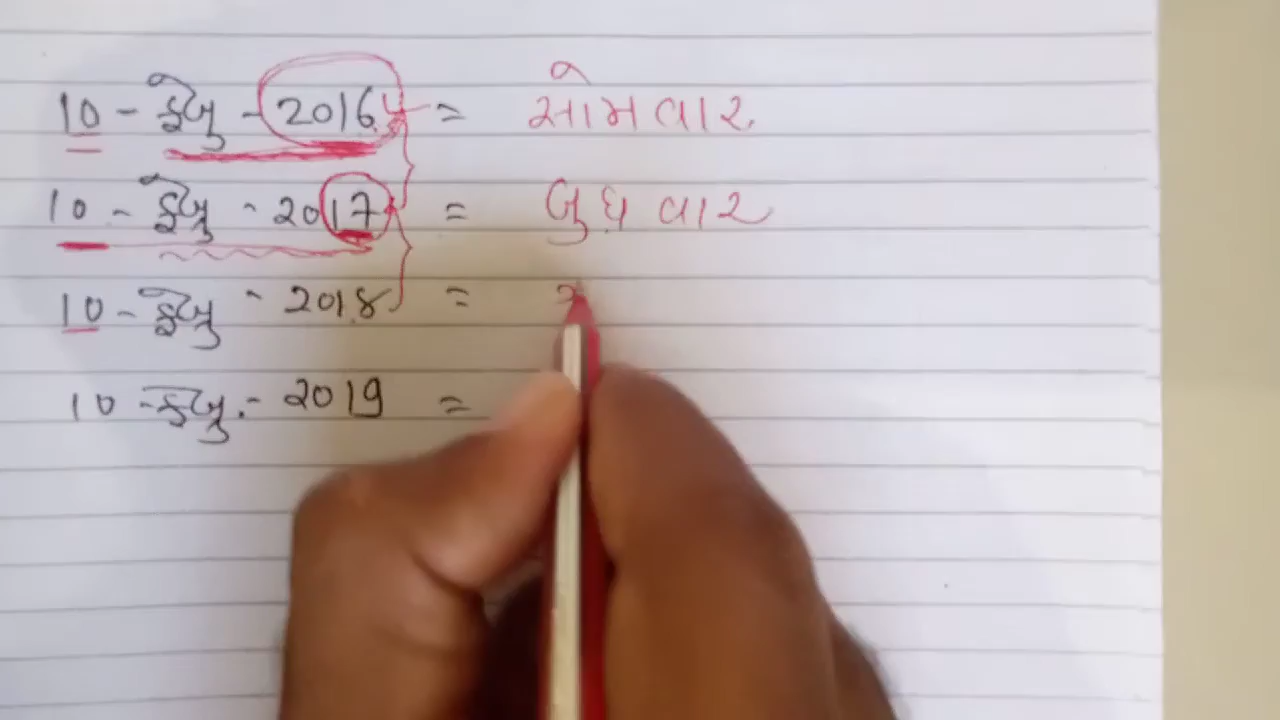 10 - ફેબ્રુ - 2016 = સોમવાર
10 - ફેબ્રુ - 2017 = બુધવાર
10 - ફેબ્રુ - 2018 =
10 - ફેબ્રુ. - 2019 =